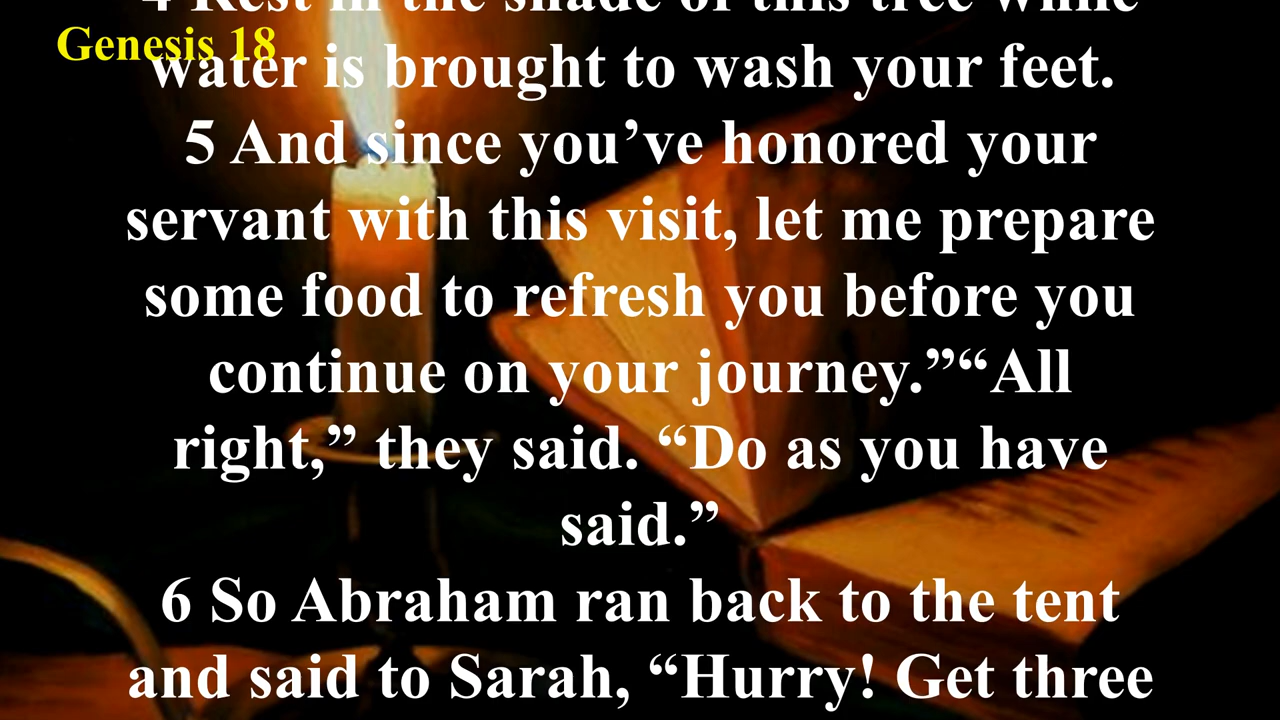 4 Rest in the shade of this tree while
Genesis 18
water is brought to wash your feet.
5 And since you’ve honored your
servant with this visit, let me prepare
some food to refresh you before you
continue on your journey.”“All
right,” they said. “Do as you have
said.”
6 So Abraham ran back to the tent
and said to Sarah, “Hurry! Get three